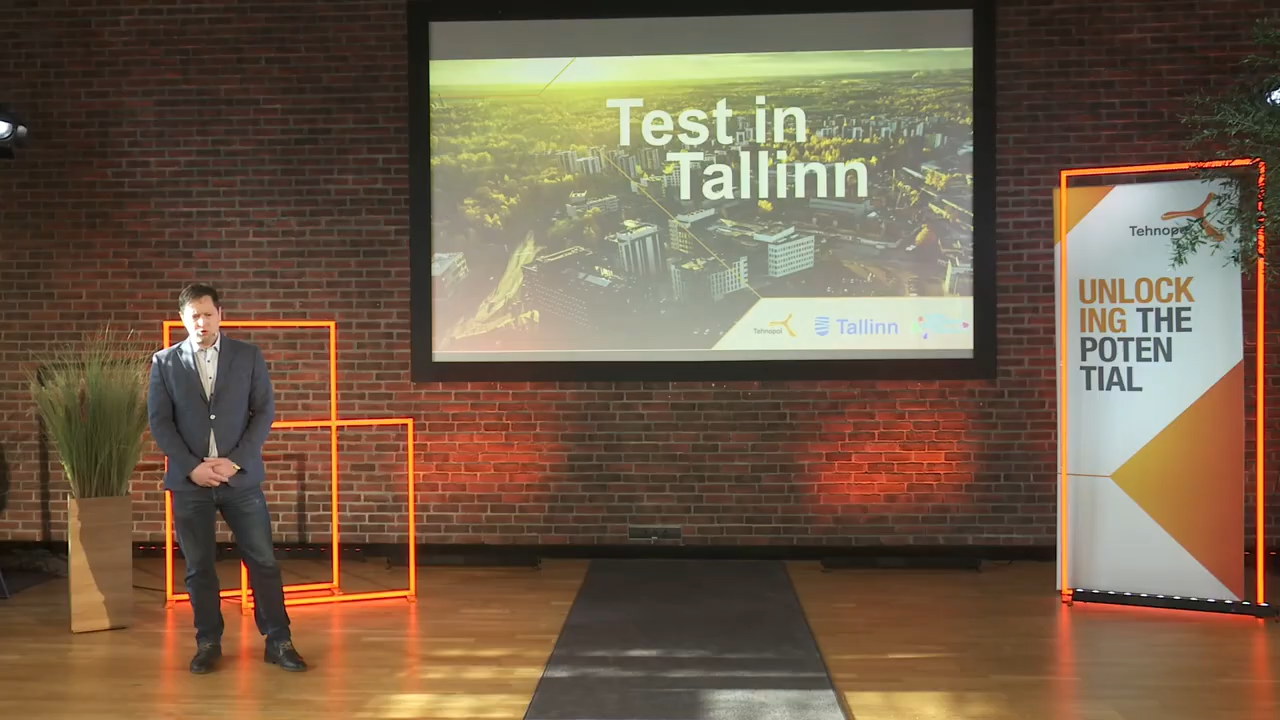 Test in
Tallinn
Tehnopol
Tallinn
Tehnopol
UNLOCK
ING THE
POTEN
TIAL